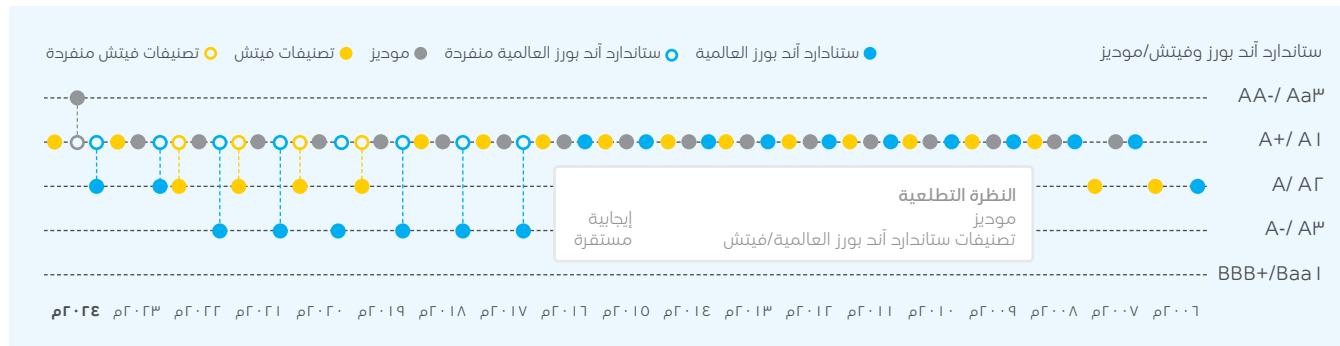 ستاندارد آند بورز وفيتش/موديز
ستنادارد آند بورز العالمية
ستاندارد آند بورز العالمية منفردة
موديز
تصنيفات فيتش
تصنيفات فيتش منفردة
AA-/ Aa٣
A+/ A١
A/ A٢
A-/ A٣
BBB+/Baa١
النظرة التطلعية
موديز إيجابية
تصنيفات ستاندارد آند بورز العالمية/فيتش مستقرة
٢٠٠٦م ٢٠٠٧م ٢٠٠٨م ٢٠٠٩م ٢٠١٠م ٢٠١١م ٢٠١٢م ٢٠١٣م ٢٠١٤م ٢٠١٥م ٢٠١٦م ٢٠١٧م ٢٠١٨م ٢٠١٩م ٢٠٢٠م ٢٠٢١م ٢٠٢٢م ٢٠٢٣م ٢٠٢٤م